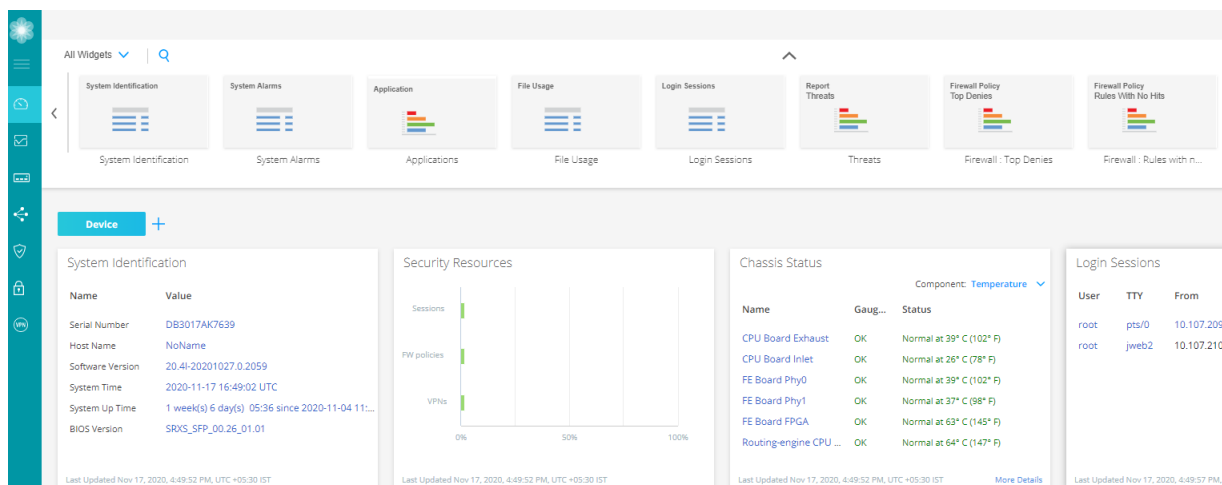 All Widgets
System Identification
System Alarms
Application
File Usage
Login Sessions
Report
Threats
Firewall Policy
Top Denies
Firewall Policy
Rules With No Hits
System Identification
System Alarms
Applications
File Usage
Login Sessions
Threats
Firewall : Top Denies
Firewall : Rules with n...
Device
System Identification
Name Value
Serial Number DB3017AK7639
Host Name NoName
Software Version 20.4I-20201027.0.2059
System Time 2020-11-17 16:49:02 UTC
System Up Time 1 week(s) 6 day(s) 05:36 since 2020-11-04 11:...
BIOS Version SRXS_SFP_00.26_01.01
Last Updated Nov 17, 2020, 4:49:52 PM, UTC +05:30 IST
Security Resources
Sessions
FW policies
VPNs
0% 50% 100%
Last Updated Nov 17, 2020, 4:49:52 PM, UTC +05:30 IST
Chassis Status
Component: Temperature
Name Gaug... Status
CPU Board Exhaust OK Normal at 39° C (102° F)
CPU Board Inlet OK Normal at 26° C (78° F)
FE Board Phy0 OK Normal at 39° C (102° F)
FE Board Phy1 OK Normal at 37° C (98° F)
FE Board FPGA OK Normal at 63° C (145° F)
Routing-engine CPU ... OK Normal at 64° C (147° F)
Last Updated Nov 17, 2020, 4:49:52 PM, UTC +05:30 IST More Details
Login Sessions
User TTY From
root pts/0 10.107.209
root jweb2 10.107.210
Last Updated Nov 17, 2020, 4:49:57 PM,
VPN